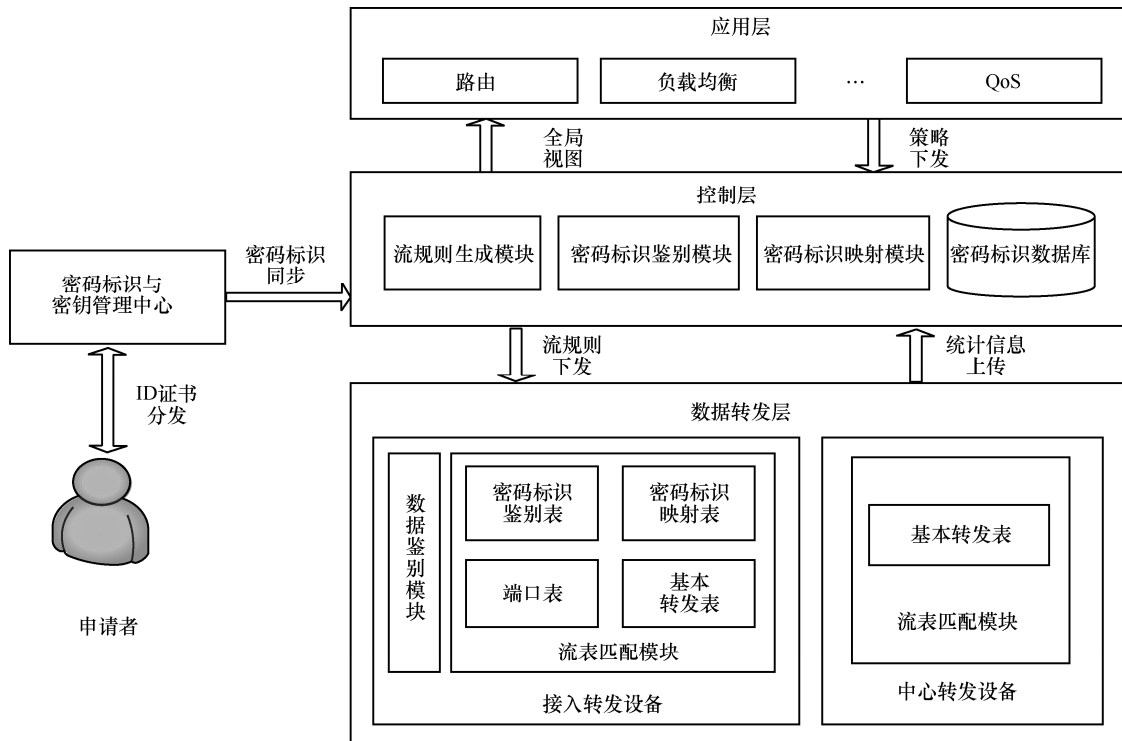 应用层
路由
负载均衡
...
QoS
全局
视图
策略
下发
控制层
流规则生成模块
密码标识鉴别模块
密码标识映射模块
密码标识数据库
密码标识与
密钥管理中心
密码标识
同步
ID证书
分发
申请者
流规则
下发
统计信息
上传
数据转发层
数据鉴别模块
密码标识
鉴别表
密码标识
映射表
端口表
基本
转发表
流表匹配模块
接入转发设备
基本转发表
流表匹配模块
中心转发设备